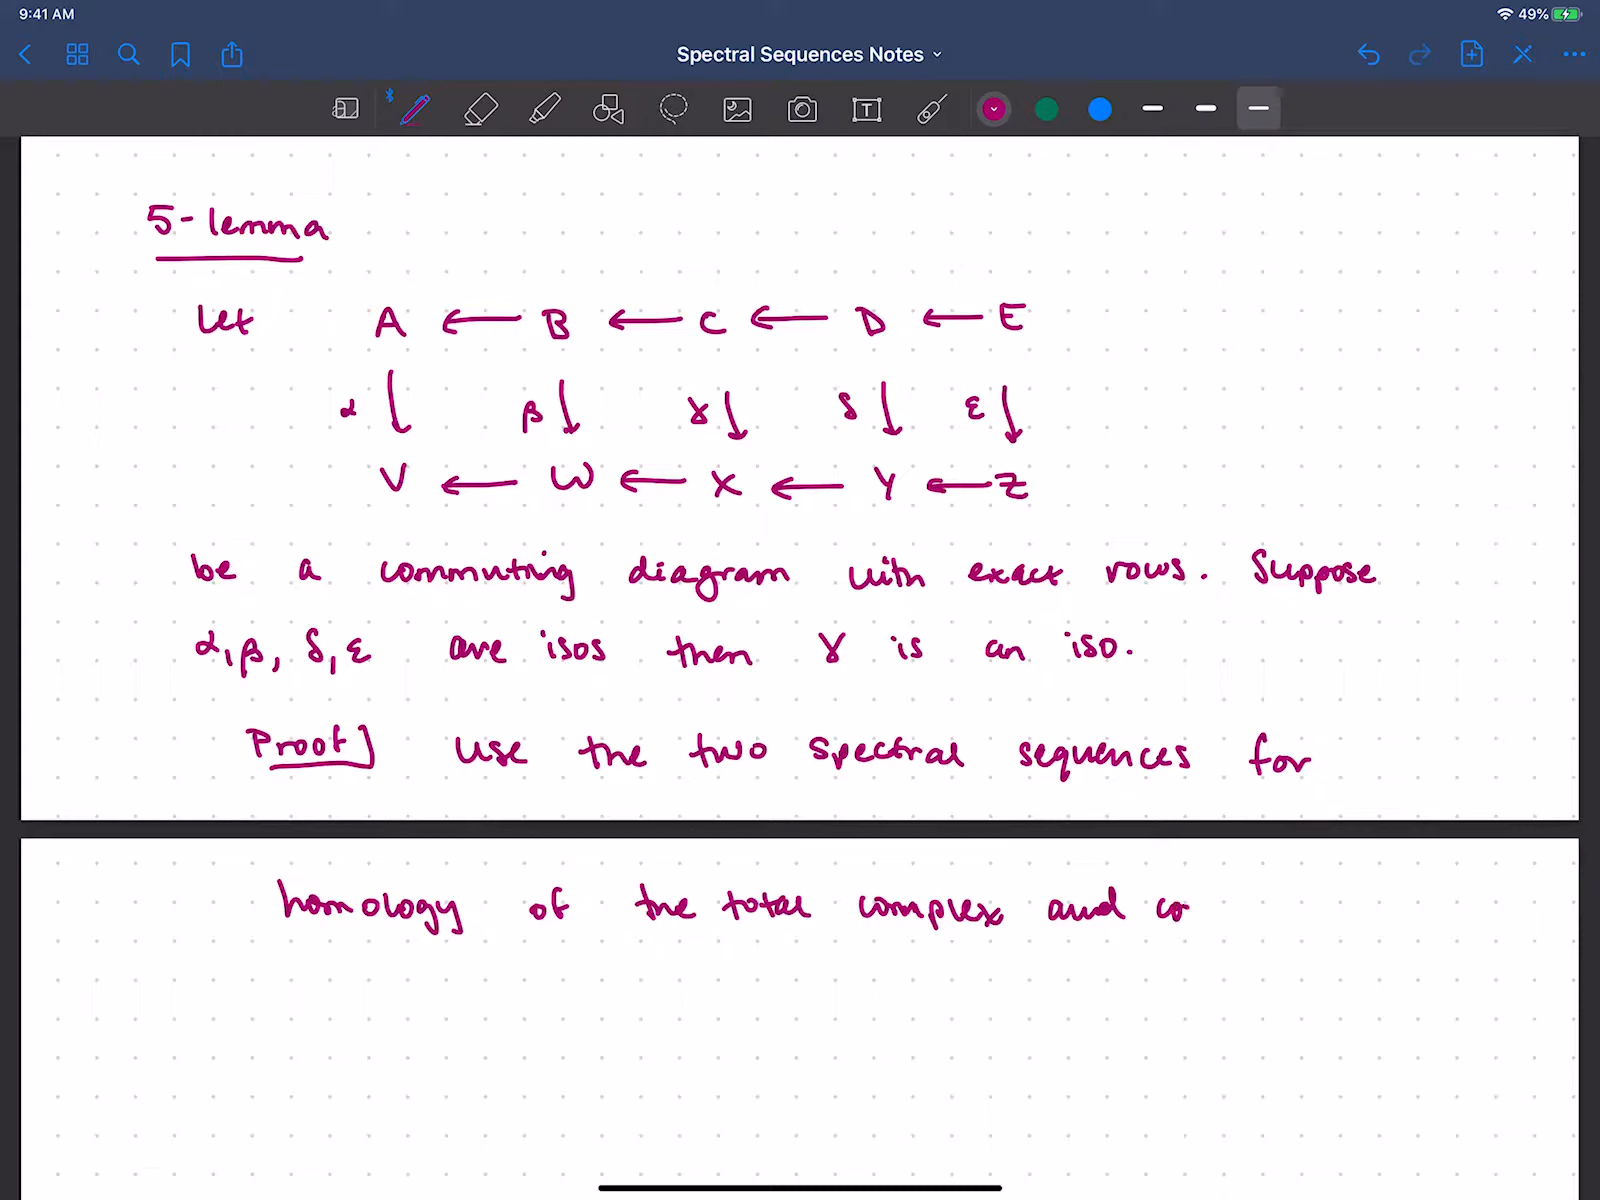 9:41 AM
49%
Spectral Sequences Notes
T
5-lemma
Let A ← B ← C ← D ← E
α ↓ β ↓ γ ↓ δ ↓ ε ↓
V ← W ← X ← Y ← Z
be a commuting diagram with exact rows. Suppose
α, β, δ, ε are isos then γ is an iso.
Proof] Use the two spectral sequences for
homology of the total complex and co